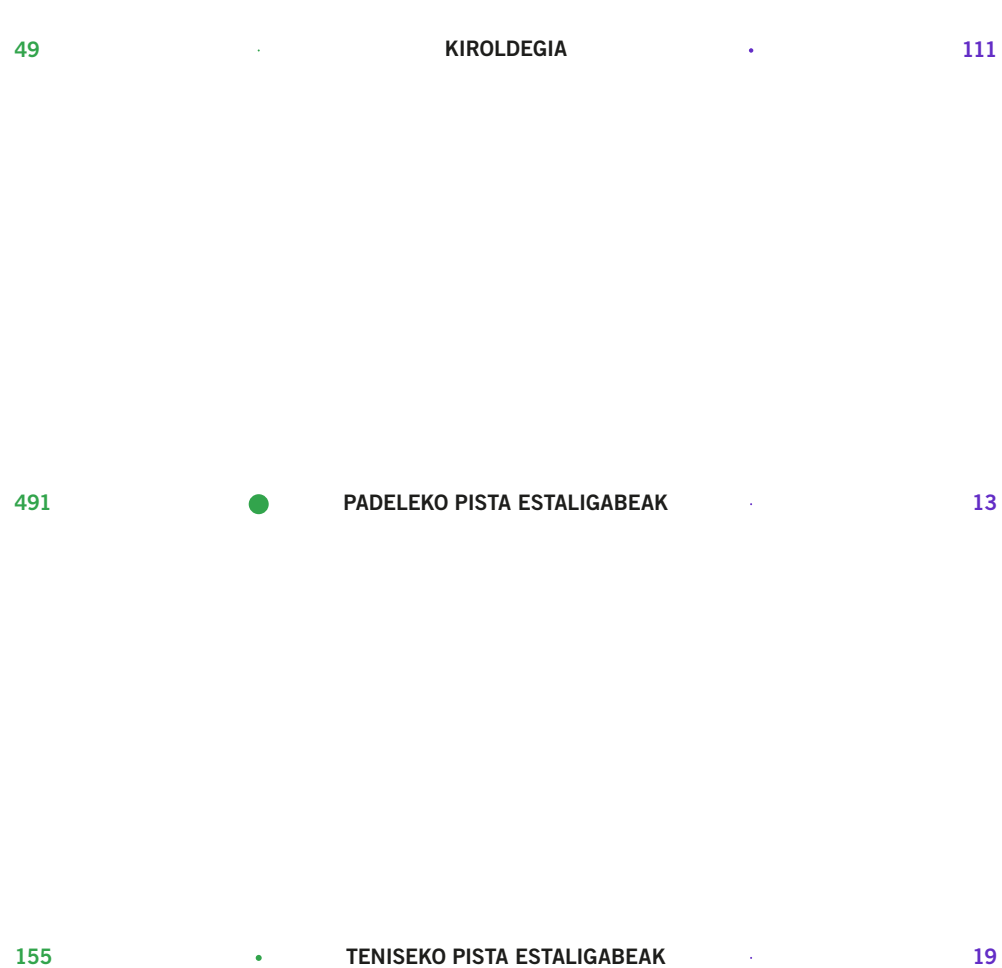 49 KIROLDEGIA 111
491 PADELEKO PISTA ESTALIGABEAK 13
155 TENISEKO PISTA ESTALIGABEAK 19